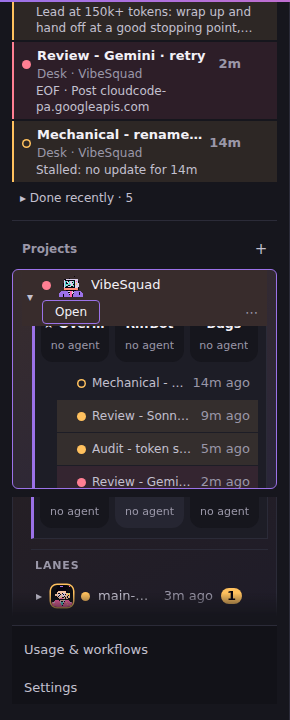 Lead at 150k+ tokens: wrap up and
hand off at a good stopping point,…
Review - Gemini · retry 2m
Desk · VibeSquad
EOF · Post cloudcode-
pa.googleapis.com
Mechanical - rename… 14m
Desk · VibeSquad
Stalled: no update for 14m
▸ Done recently · 5
Projects +
▾ VibeSquad
Open …
no agent no agent no agent
Mechanical - … 14m ago
Review - Sonn… 9m ago
Audit - token s… 5m ago
Review - Gemi… 2m ago
no agent no agent no agent
LANES
▸ main-… 3m ago 1
Usage & workflows
Settings